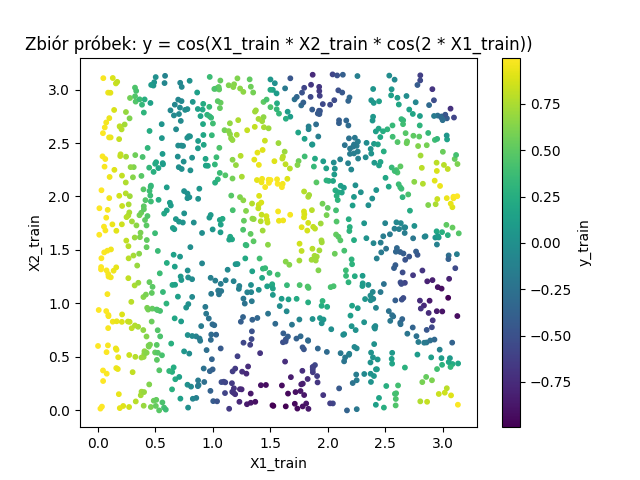 Zbiór próbek: y = cos(X1_train * X2_train * cos(2 * X1_train))
3.0
2.5
2.0
1.5
1.0
0.5
0.0
X2_train
0.0 0.5 1.0 1.5 2.0 2.5 3.0
X1_train
0.75
0.50
0.25
0.00
−0.25
−0.50
−0.75
y_train